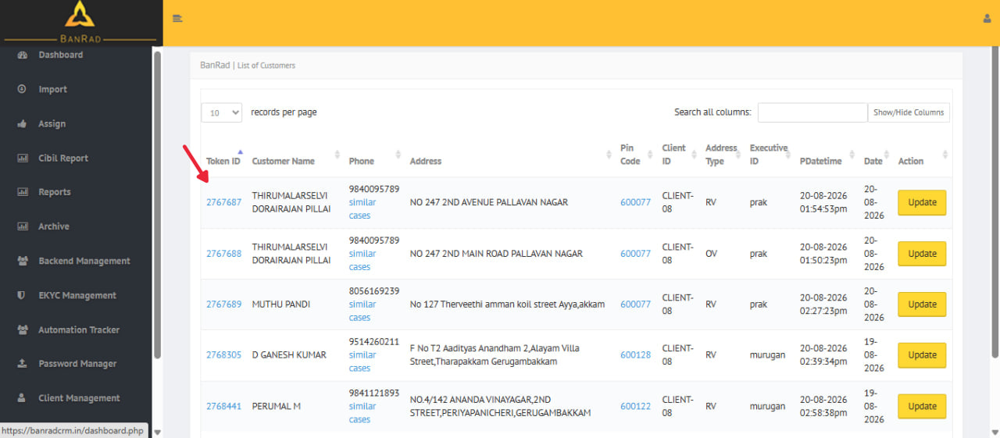 BANRAD
Dashboard
Import
Assign
Cibil Report
Reports
Archive
Backend Management
EKYC Management
Automation Tracker
Password Manager
Client Management
https://banradcrm.in/dashboard.php
BanRad | List of Customers
10 records per page
Search all columns: Show/Hide Columns
Token ID Customer Name Phone Address Pin Code Client ID Address Type Executive ID PDatetime Date Action
2767687 THIRUMALARSELVI DORAIRAJAN PILLAI 9840095789 similar cases NO 247 2ND AVENUE PALLAVAN NAGAR 600077 CLIENT-08 RV prak 20-08-2026 01:54:53pm 20-08-2026 Update
2767688 THIRUMALARSELVI DORAIRAJAN PILLAI 9840095789 similar cases NO 247 2ND MAIN ROAD PALLAVAN NAGAR 600077 CLIENT-08 OV prak 20-08-2026 01:50:23pm 20-08-2026 Update
2767689 MUTHU PANDI 8056169239 similar cases No 127 Therveethi amman koil street Ayya,akkam 600077 CLIENT-08 RV prak 20-08-2026 02:27:23pm 20-08-2026 Update
2768305 D GANESH KUMAR 9514260211 similar cases F No T2 Aadityas Anandham 2,Alayam Villa Street,Tharapakkam Gerugambakkam 600128 CLIENT-08 RV murugan 20-08-2026 02:39:34pm 19-08-2026 Update
2768441 PERUMAL M 9841121893 similar cases NO.4/142 ANANDA VINAYAGAR,2ND STREET,PERIYAPANICHERI,GERUGAMBAKKAM 600122 CLIENT-08 RV murugan 20-08-2026 02:58:38pm 19-08-2026 Update